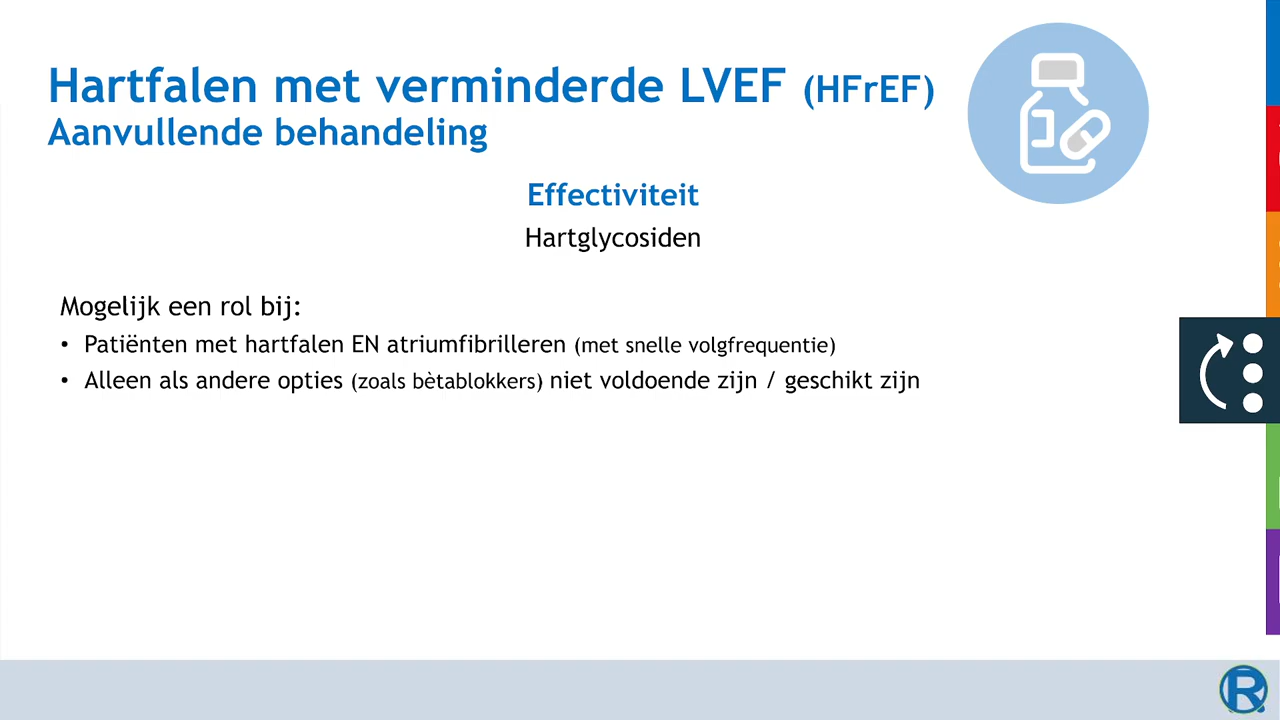 Hartfalen met verminderde LVEF (HFrEF)
Aanvullende behandeling
Effectiviteit
Hartglycosiden
Mogelijk een rol bij:
• Patiënten met hartfalen EN atriumfibrilleren (met snelle volgfrequentie)
• Alleen als andere opties (zoals bètablokkers) niet voldoende zijn / geschikt zijn
R